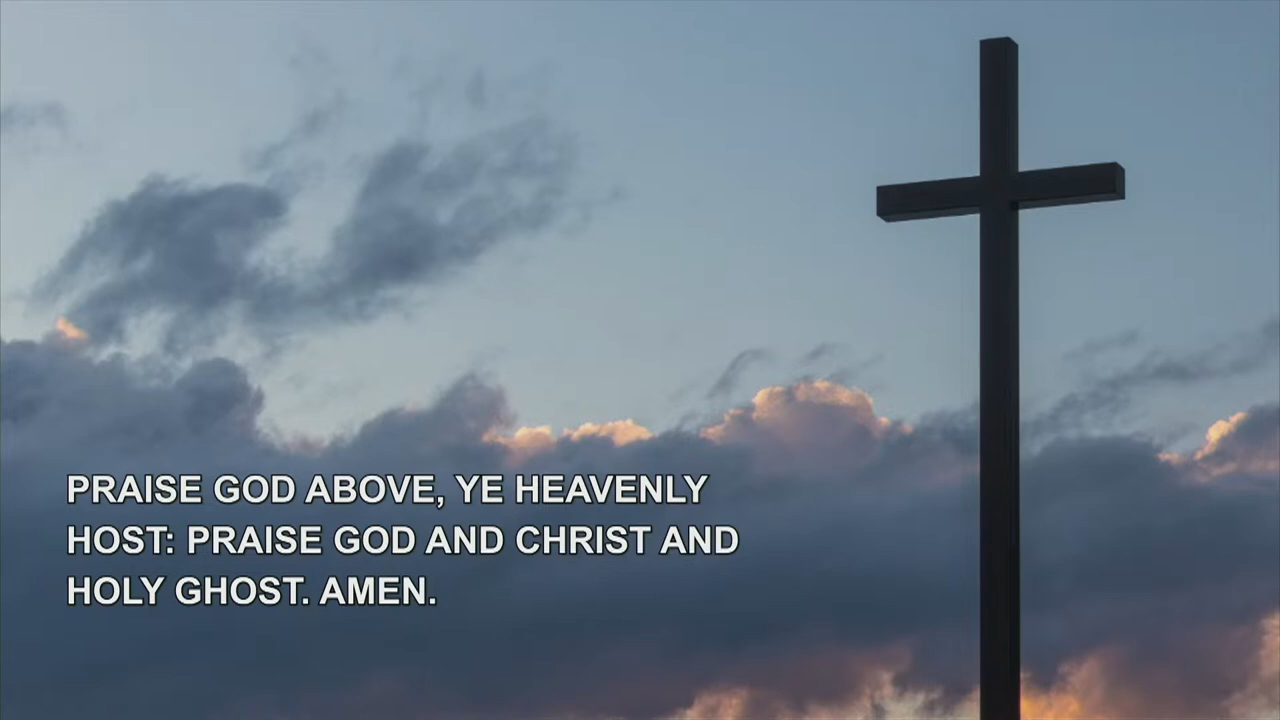 PRAISE GOD ABOVE, YE HEAVENLY
HOST: PRAISE GOD AND CHRIST AND
HOLY GHOST. AMEN.